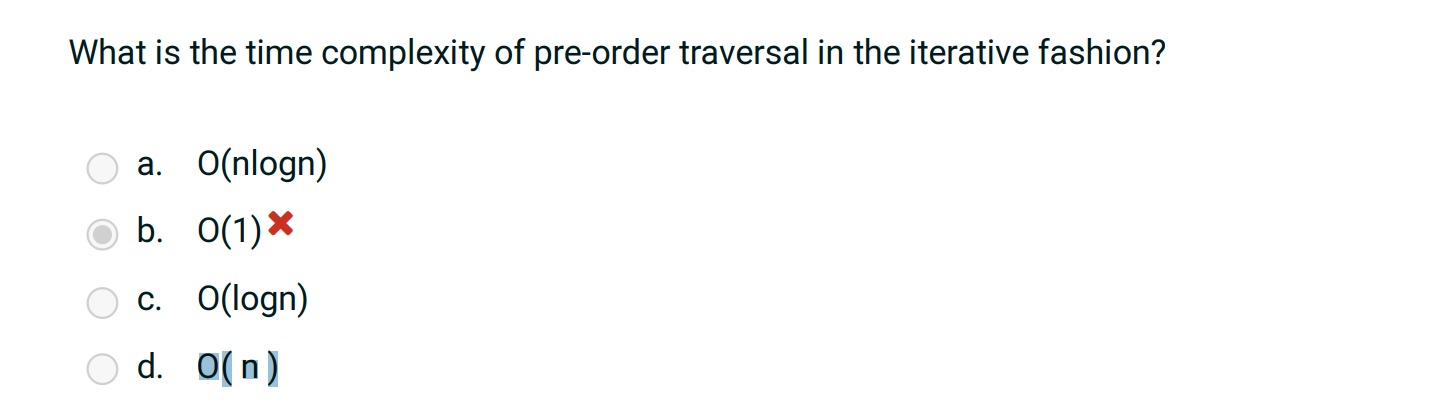 What is the time complexity of pre-order traversal in the iterative fashion?
a. O(nlogn)
b. O(1)
c. O(logn)
d. O( n )